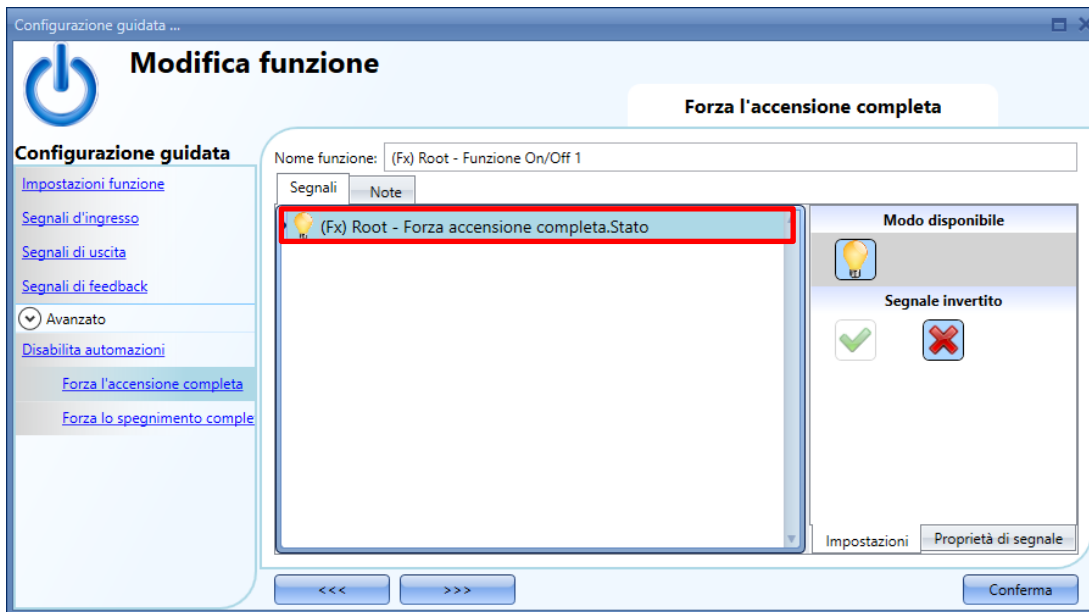 Configurazione guidata ...
Modifica funzione
Forza l'accensione completa
Configurazione guidata
Impostazioni funzione
Segnali d'ingresso
Segnali di uscita
Segnali di feedback
Avanzato
Disabilita automazioni
Forza l'accensione completa
Forza lo spegnimento comple
Nome funzione: (Fx) Root - Funzione On/Off 1
Segnali Note
(Fx) Root - Forza accensione completa.Stato
Modo disponibile
Segnale invertito
Impostazioni Proprietà di segnale
<<< >>> Conferma